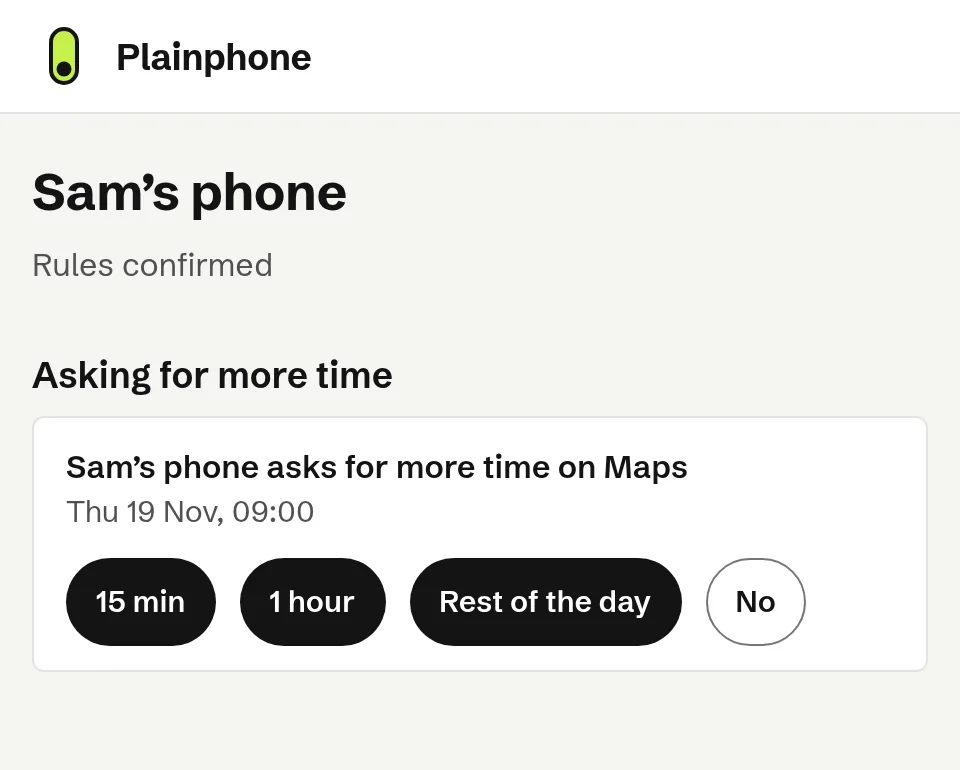 Plainphone
Sam’s phone
Rules confirmed
Asking for more time
Sam’s phone asks for more time on Maps
Thu 19 Nov, 09:00
15 min
1 hour
Rest of the day
No